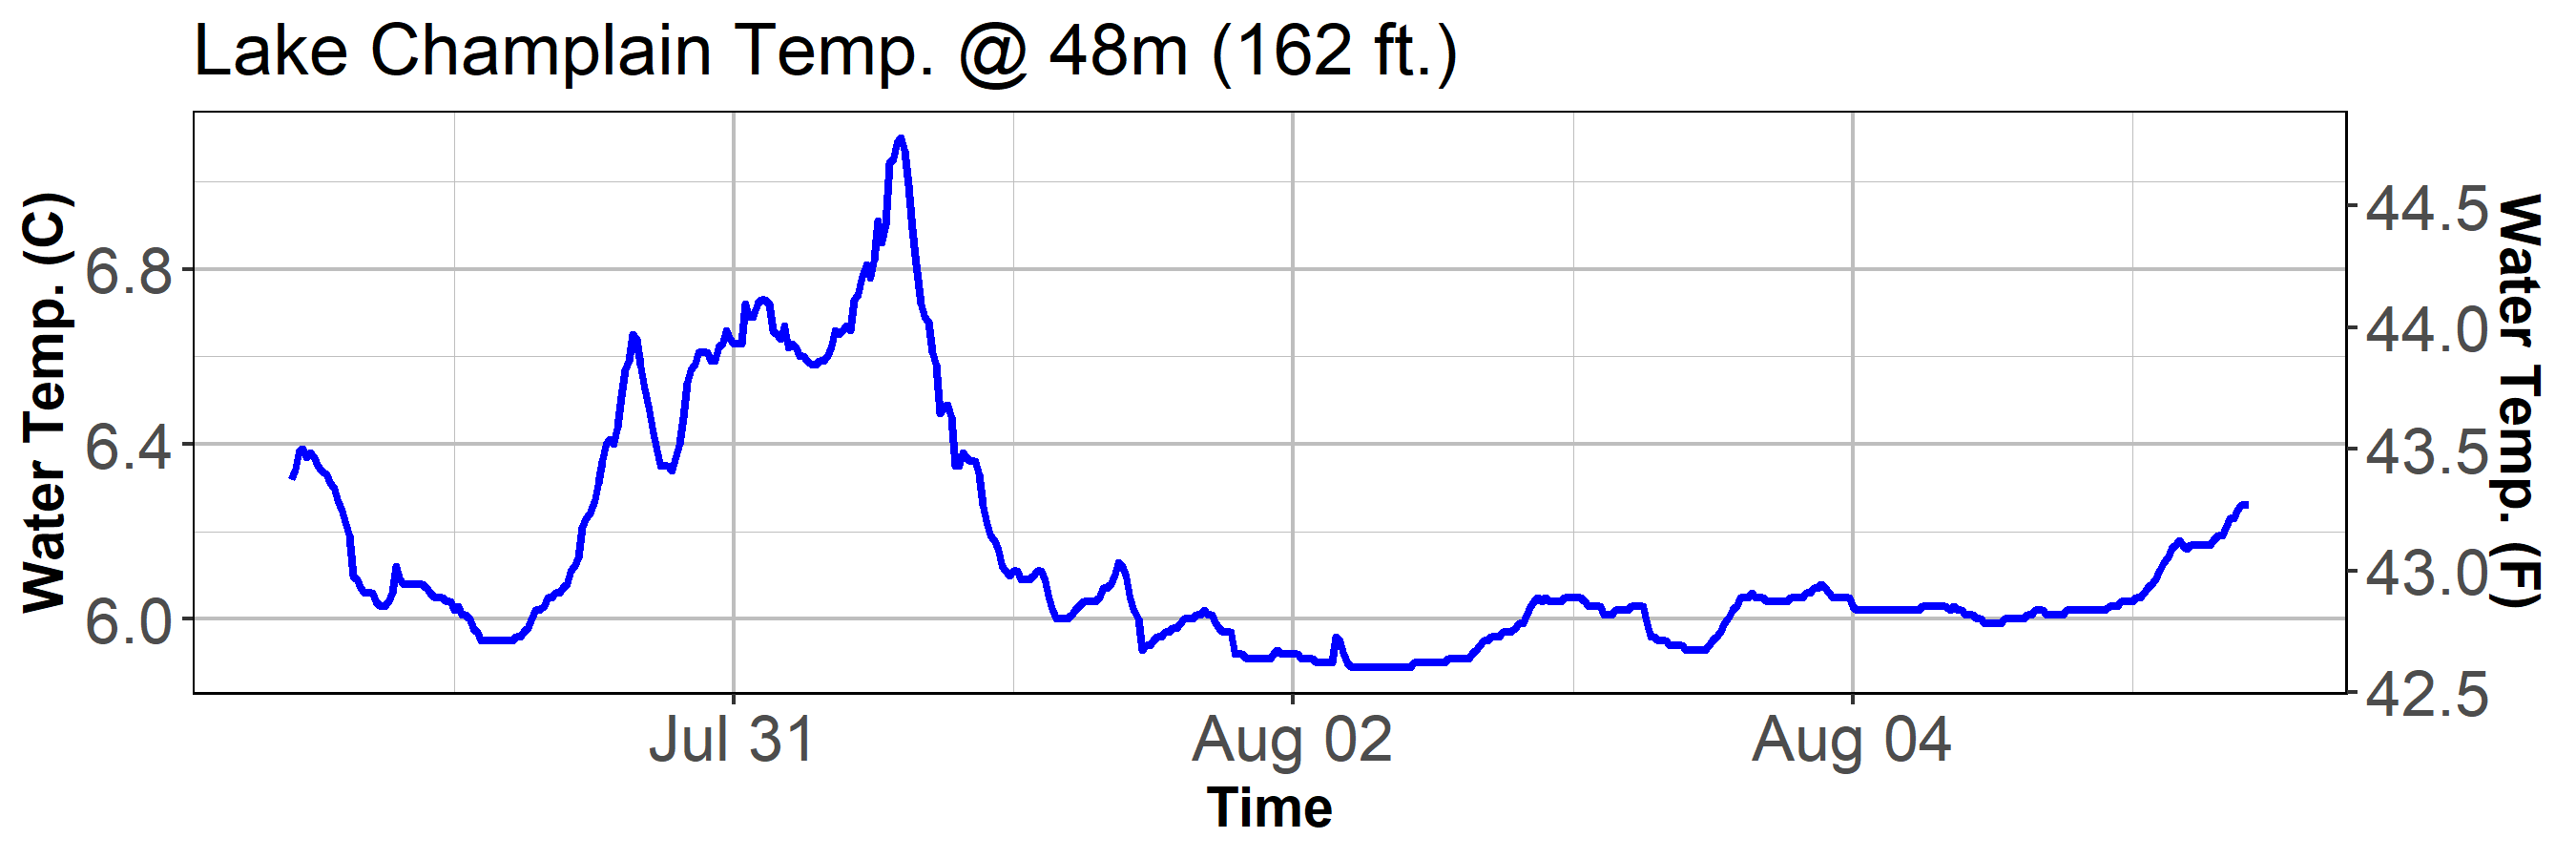 Lake Champlain Temp. @ 48m (162 ft.)
Water Temp. (C)
6.8
6.4
6.0
44.5
44.0
43.5
43.0
42.5
Water Temp. (F)
Jul 31
Aug 02
Aug 04
Time